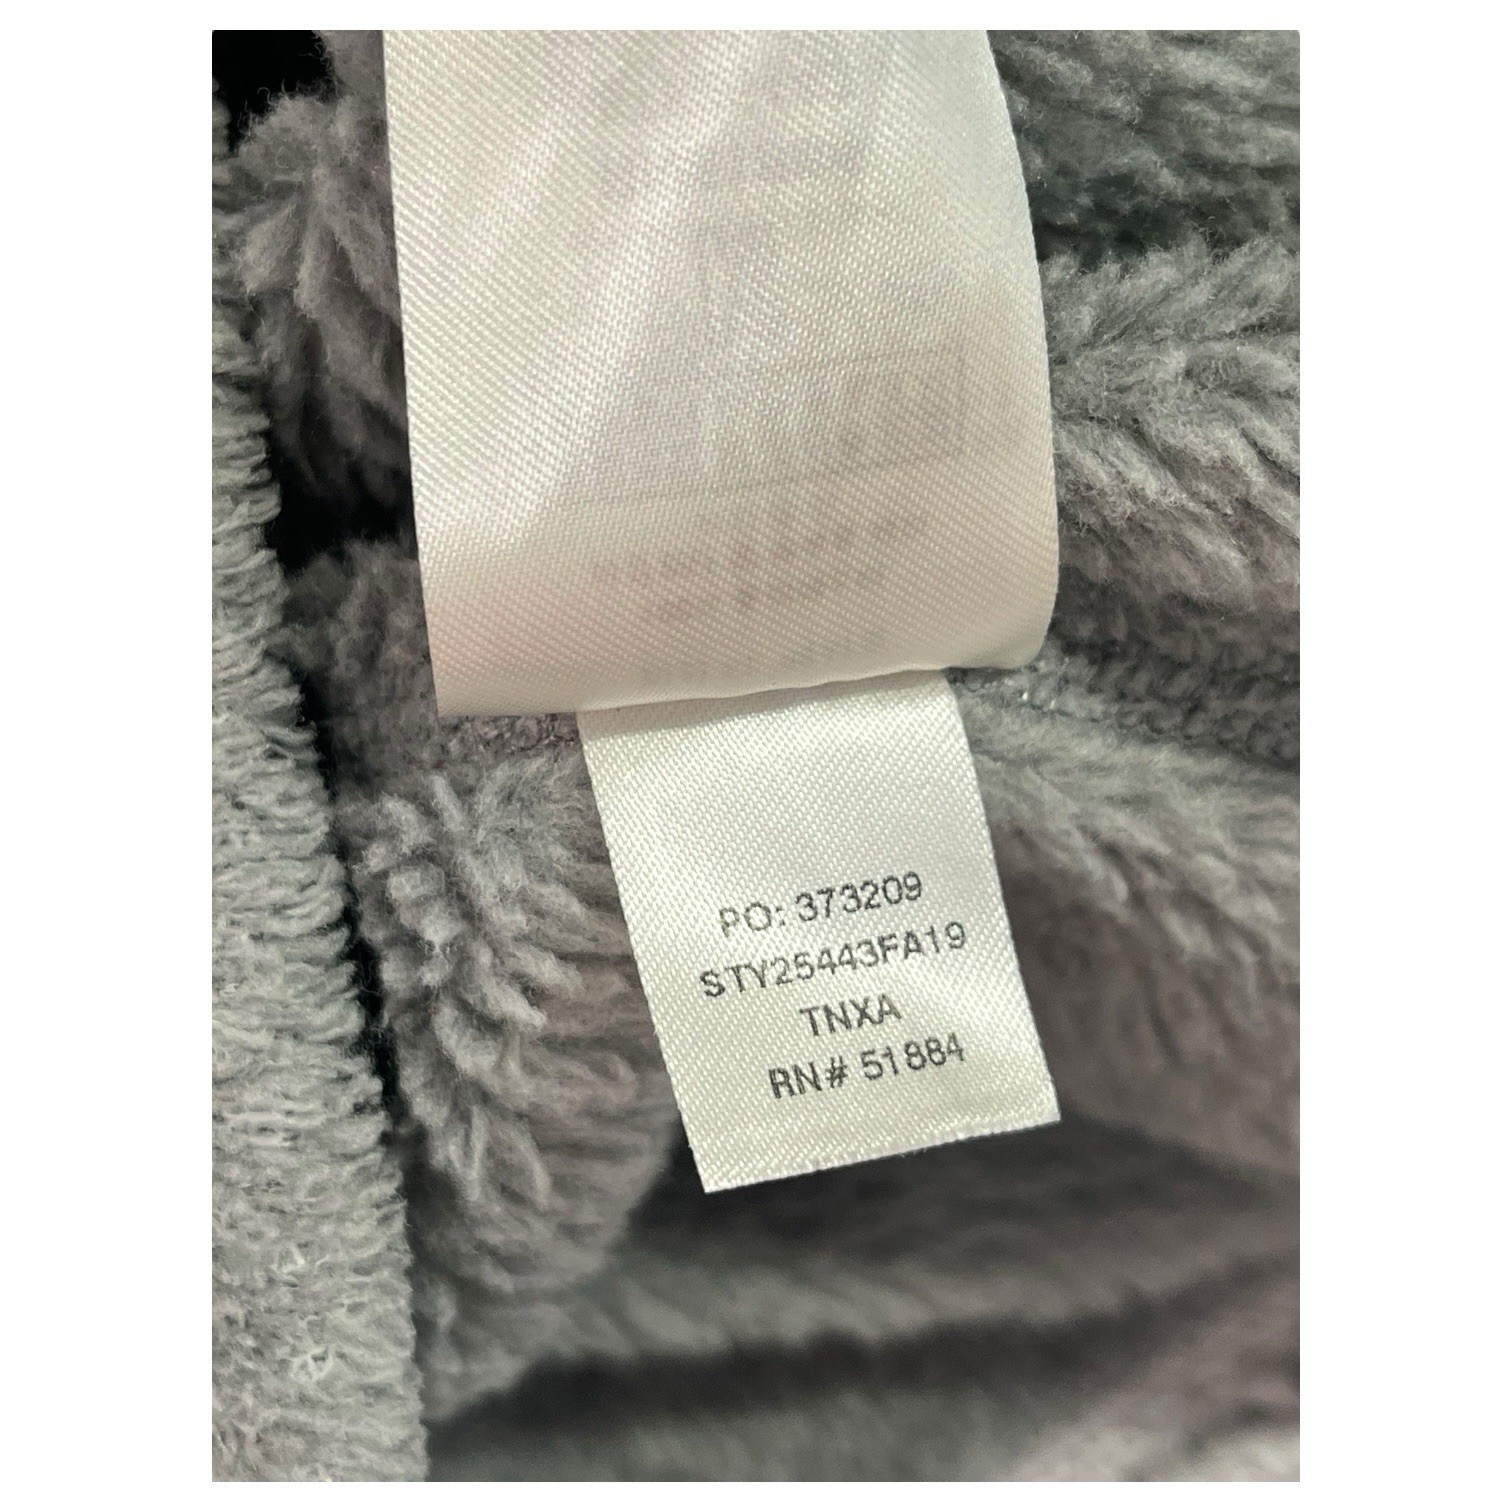 PO: 373209
STY25443FA19
TNXA
RN# 51884